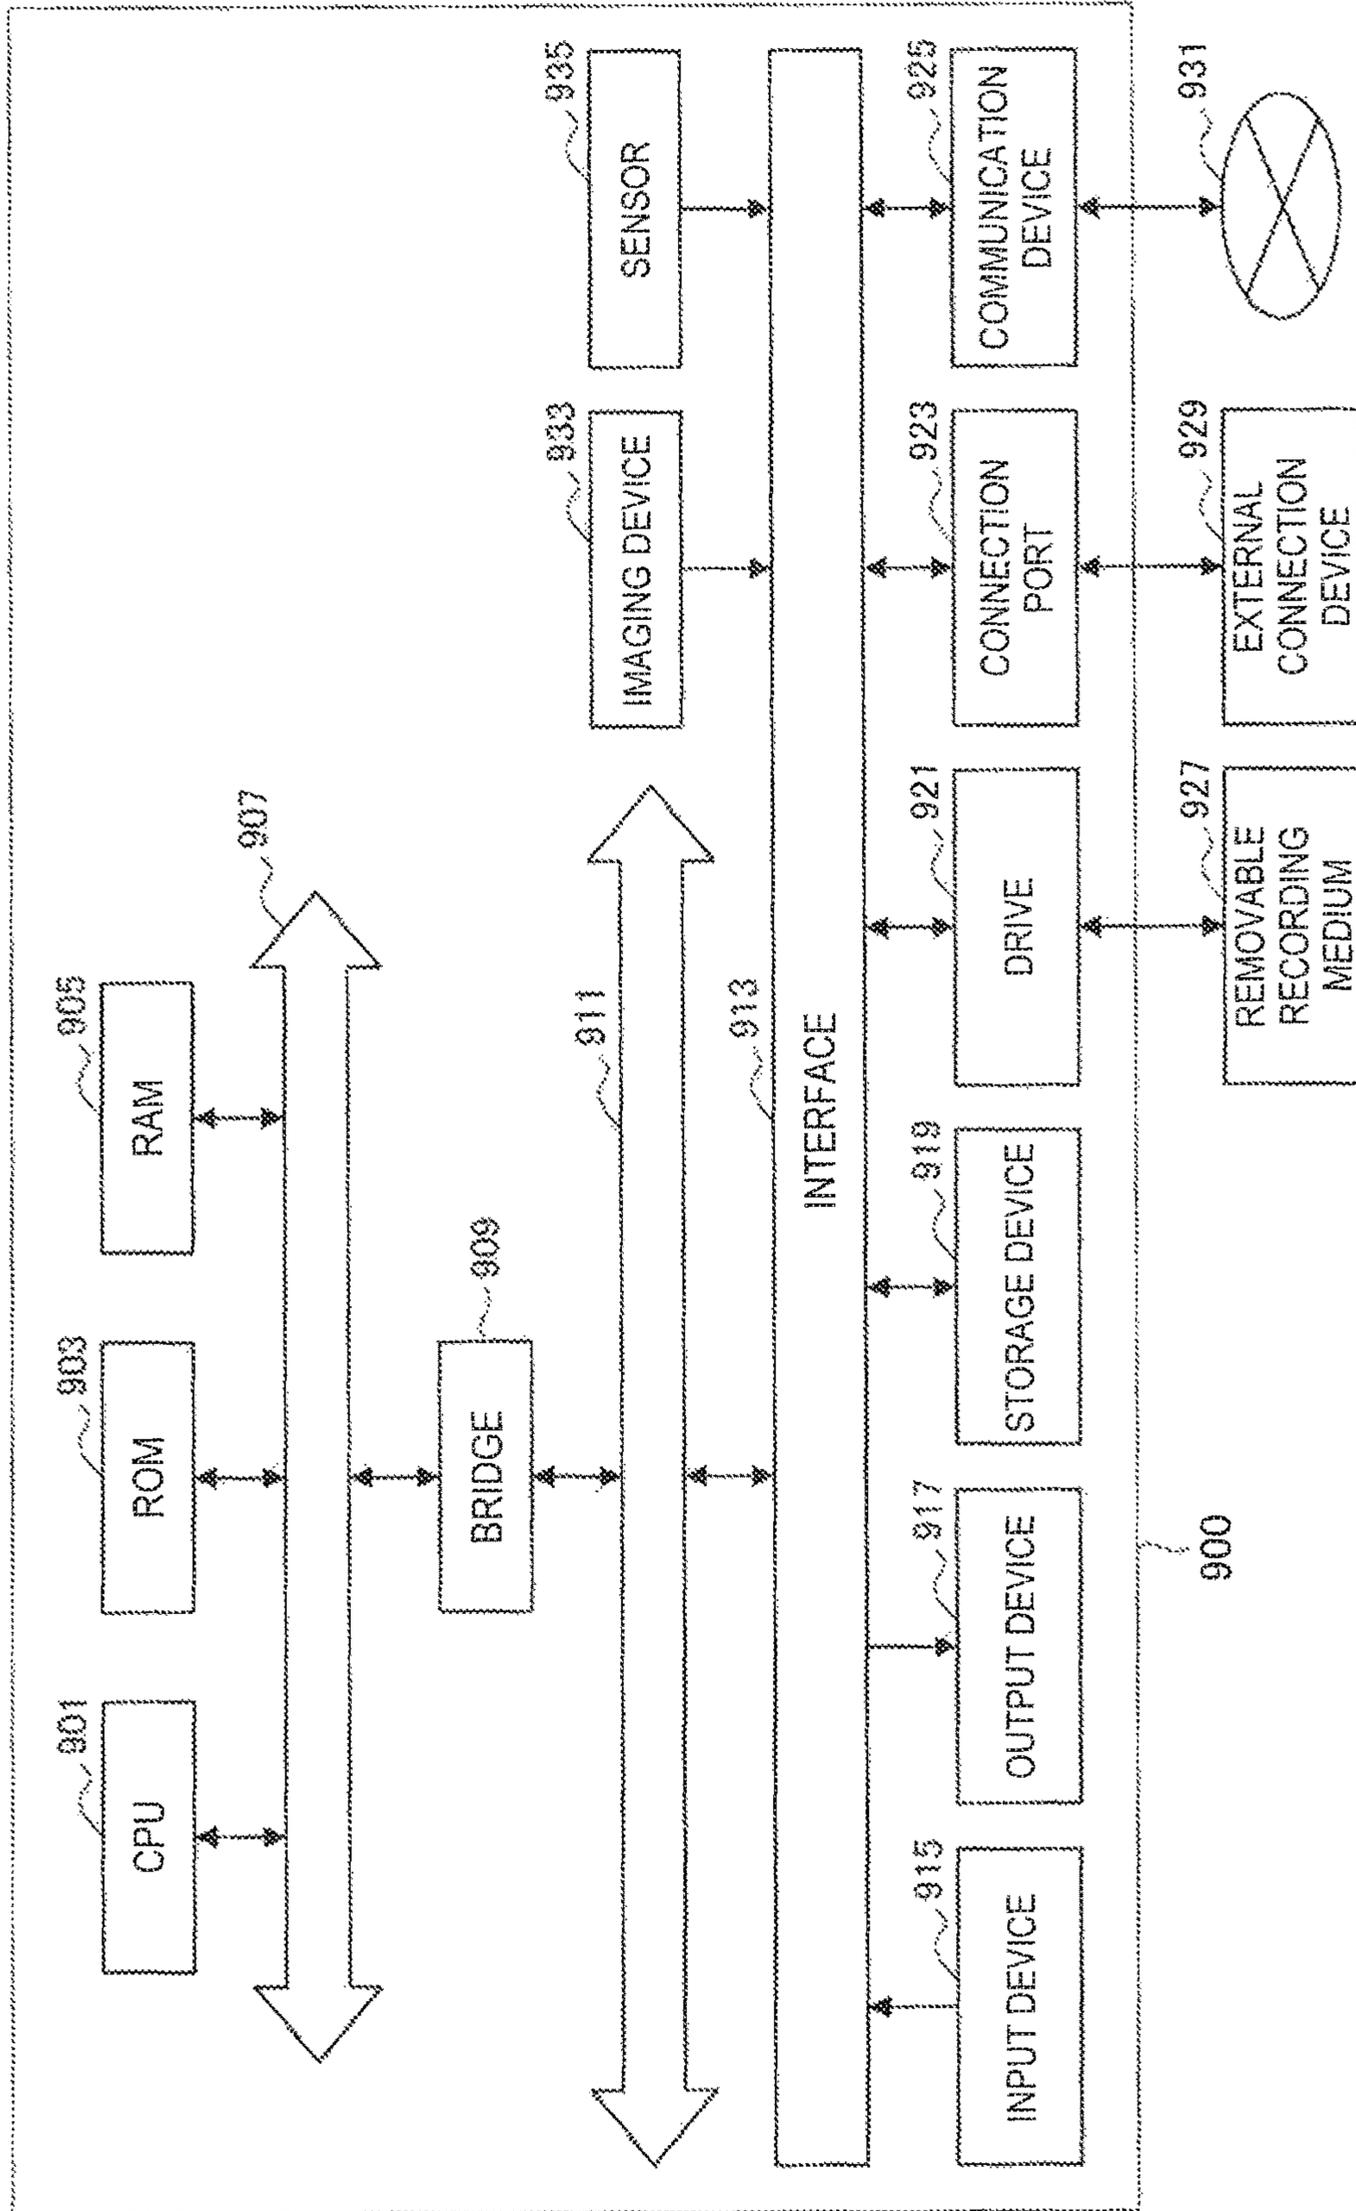 901
CPU
903
ROM
905
RAM
907
BRIDGE
909
911
933
IMAGING DEVICE
935
SENSOR
913
INTERFACE
915
INPUT DEVICE
917
OUTPUT DEVICE
919
STORAGE DEVICE
921
DRIVE
923
CONNECTION
PORT
925
COMMUNICATION
DEVICE
900
927
REMOVABLE
RECORDING
MEDIUM
929
EXTERNAL
CONNECTION
DEVICE
931